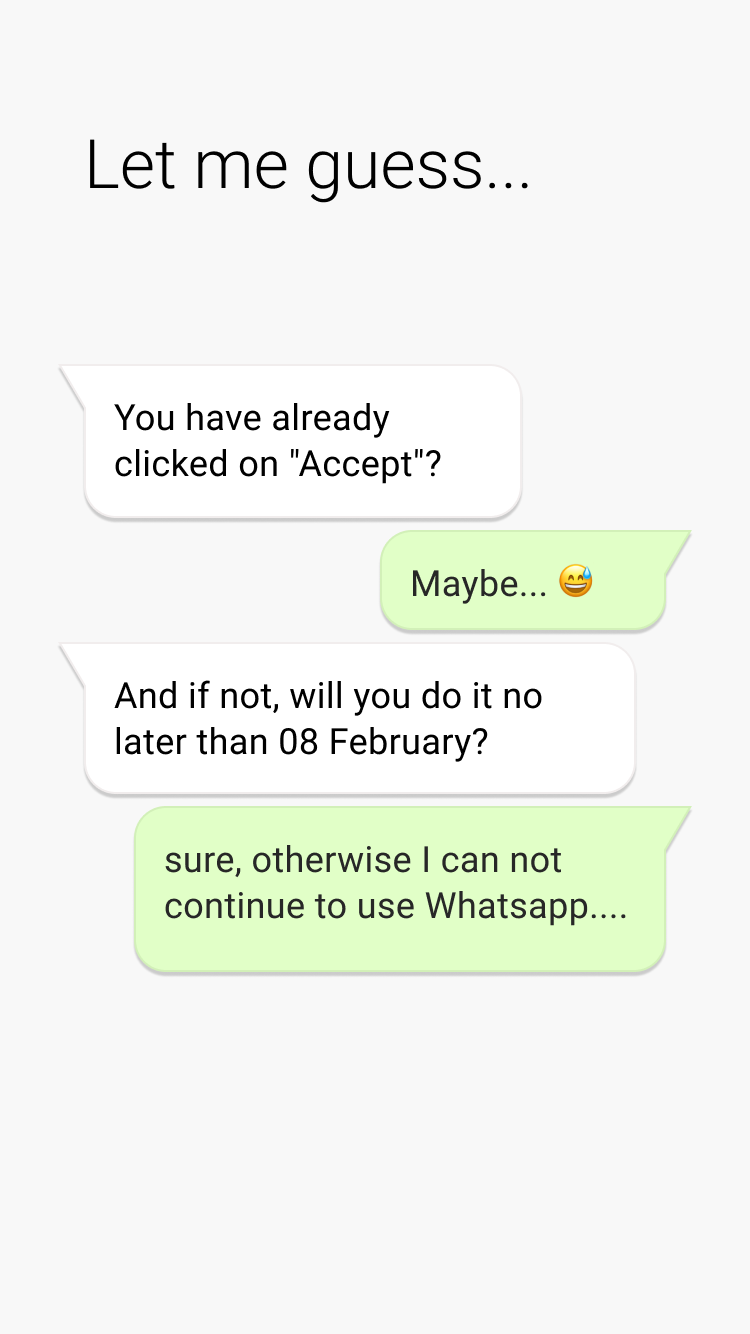 Let me guess...
You have already
clicked on "Accept"?
Maybe... 😅
And if not, will you do it no
later than 08 February?
sure, otherwise I can not
continue to use Whatsapp....